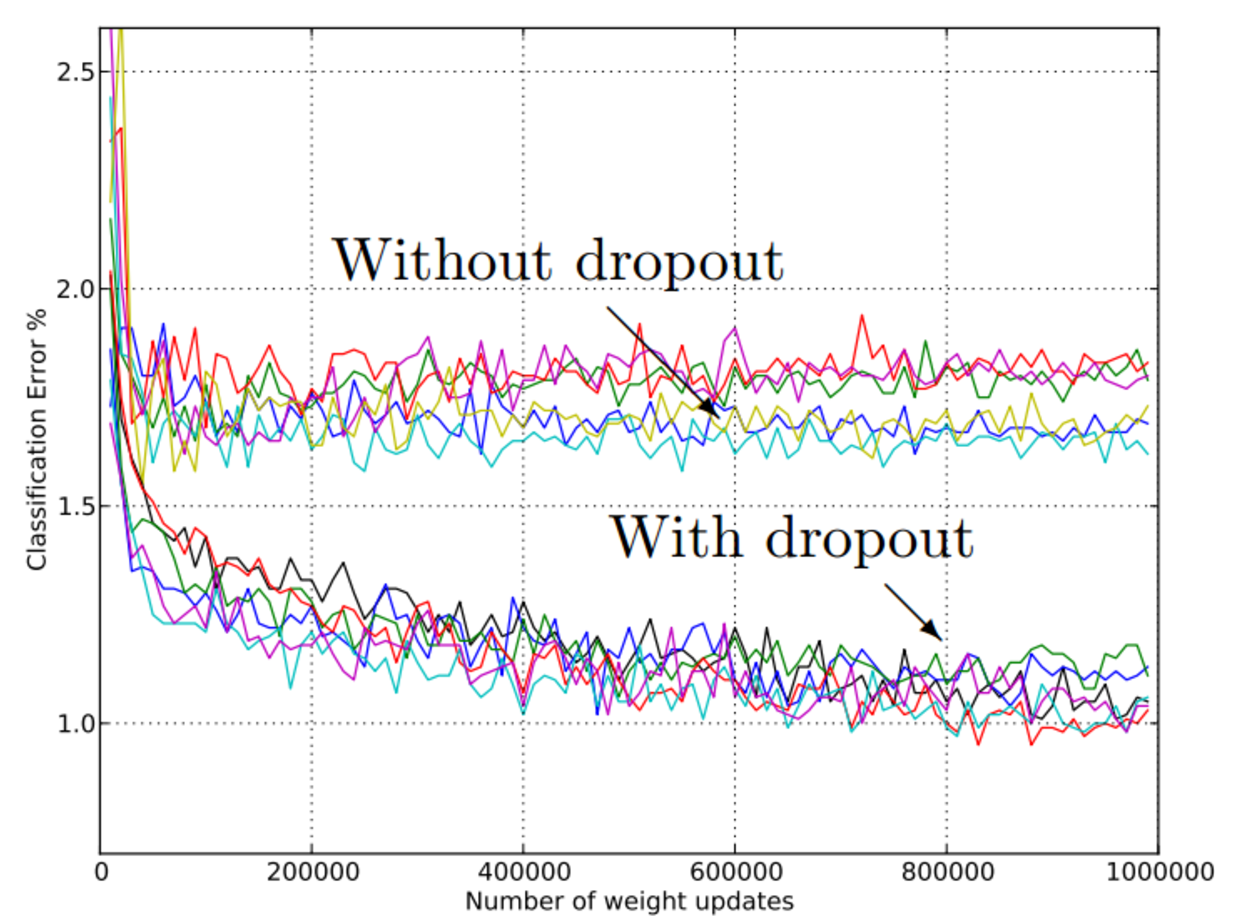 2.5
2.0
1.5
1.0
Classification Error %
Without dropout
With dropout
0 200000 400000 600000 800000 1000000
Number of weight updates